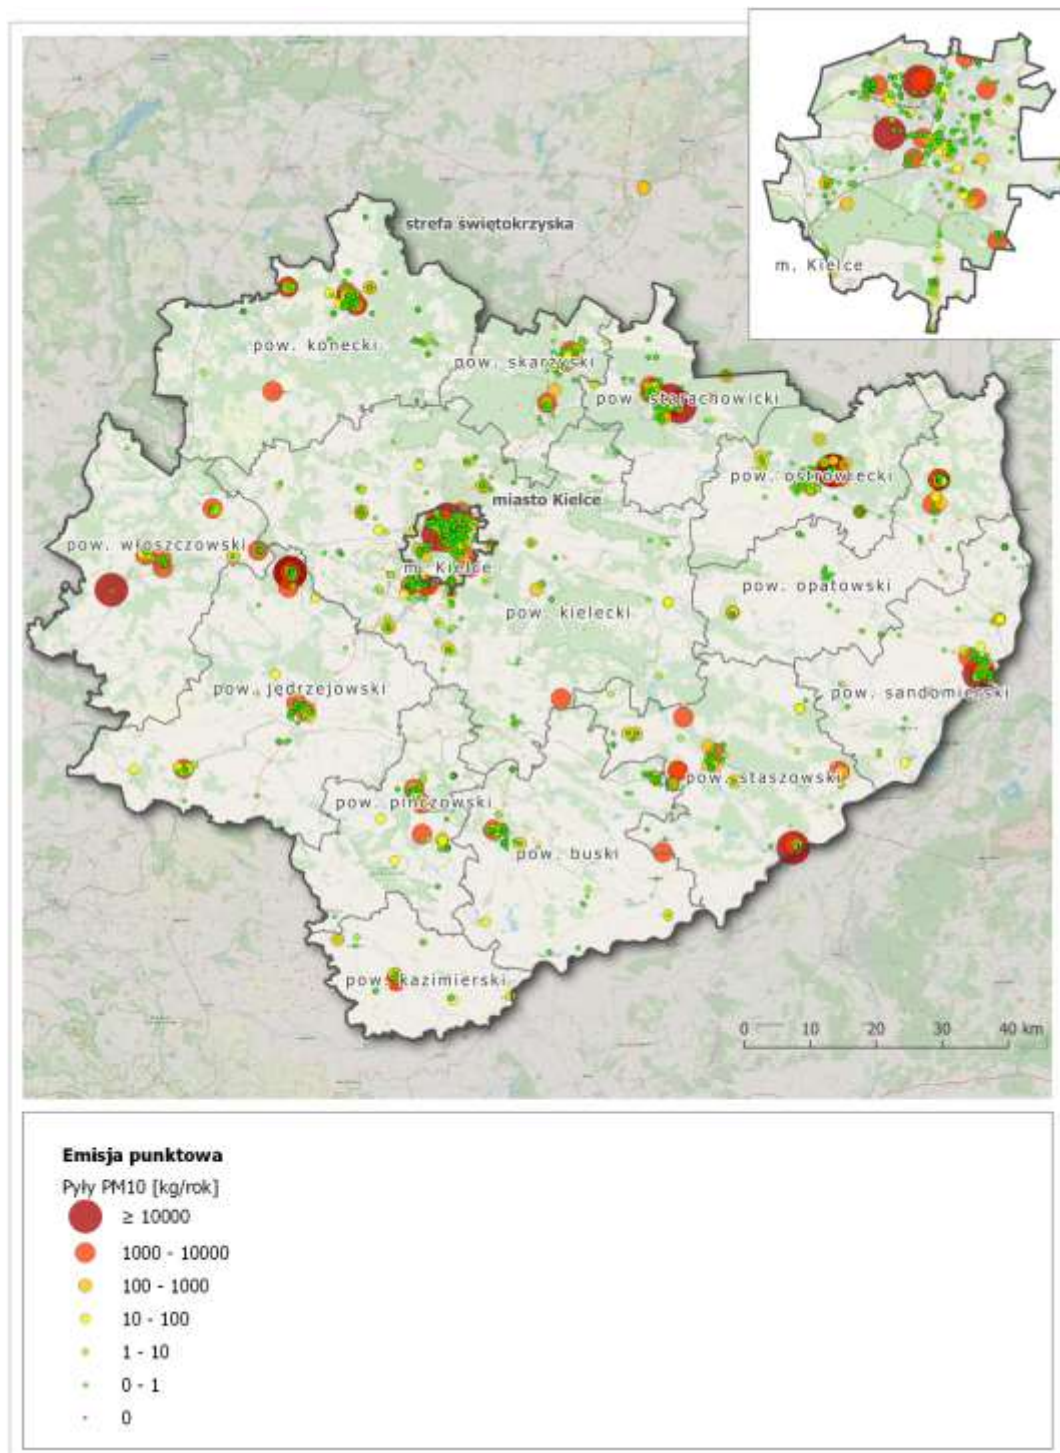 m. Kielce
strefa świętokrzyska
pow. konecki
pow. skarżyski
pow. starachowicki
pow. ostrowiecki
miasto Kielce
pow. włoszczowski
m. Kielce
pow. opatowski
pow. kielecki
pow. jędrzejowski
pow. sandomierski
pow. staszowski
pow. pińczowski
pow. buski
pow. kazimierski
0 10 20 30 40 km
Emisja punktowa
Pyły PM10 [kg/rok]
≥ 10000
1000 - 10000
100 - 1000
10 - 100
1 - 10
0 - 1
0